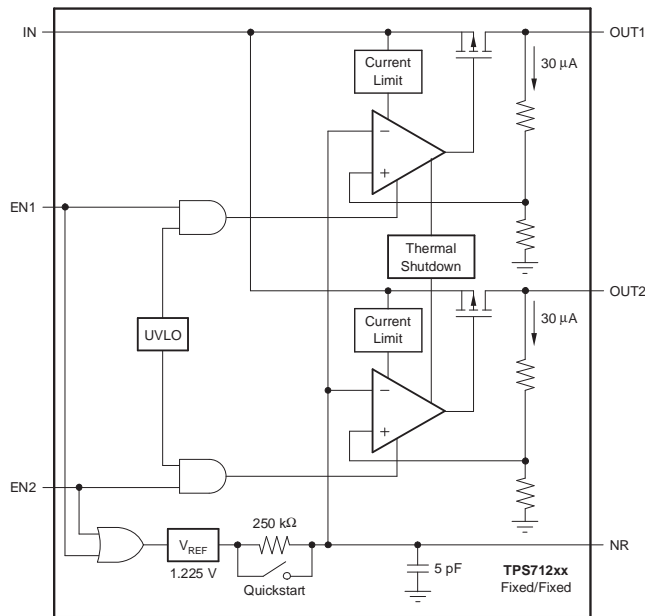 IN
OUT1
Current
Limit
30 μA
−
+
EN1
Thermal
Shutdown
OUT2
UVLO
Current
Limit
30 μA
−
+
EN2
250 kΩ
VREF
1.225 V
Quickstart
NR
5 pF
TPS712xx
Fixed/Fixed